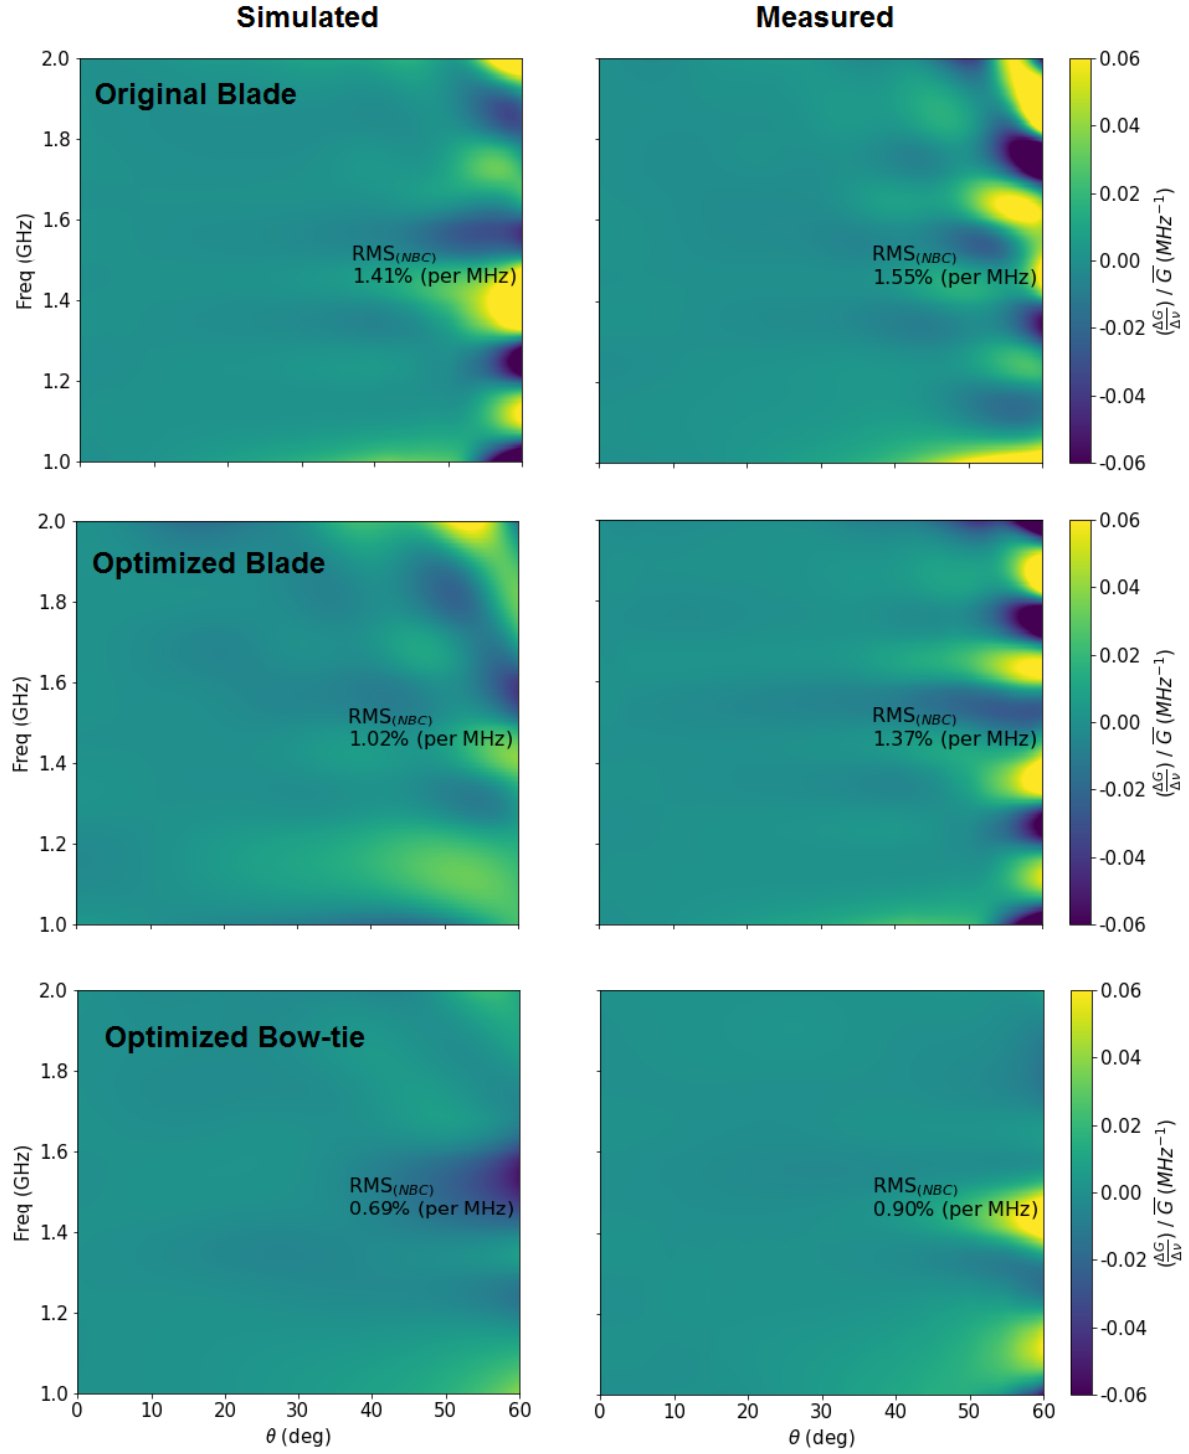 Simulated
Measured
Original Blade
Freq (GHz)
2.0
1.8
1.6
1.4
1.2
1.0
RMS(NBC)
1.41% (per MHz)
RMS(NBC)
1.55% (per MHz)
0.06
0.04
0.02
0.00
-0.02
-0.04
-0.06
(ΔG/Δν) / G̅ (MHz⁻¹)
Optimized Blade
Freq (GHz)
2.0
1.8
1.6
1.4
1.2
1.0
RMS(NBC)
1.02% (per MHz)
RMS(NBC)
1.37% (per MHz)
0.06
0.04
0.02
0.00
-0.02
-0.04
-0.06
(ΔG/Δν) / G̅ (MHz⁻¹)
Optimized Bow-tie
Freq (GHz)
2.0
1.8
1.6
1.4
1.2
1.0
RMS(NBC)
0.69% (per MHz)
RMS(NBC)
0.90% (per MHz)
0.06
0.04
0.02
0.00
-0.02
-0.04
-0.06
(ΔG/Δν) / G̅ (MHz⁻¹)
0 10 20 30 40 50 60
θ (deg)
0 10 20 30 40 50 60
θ (deg)